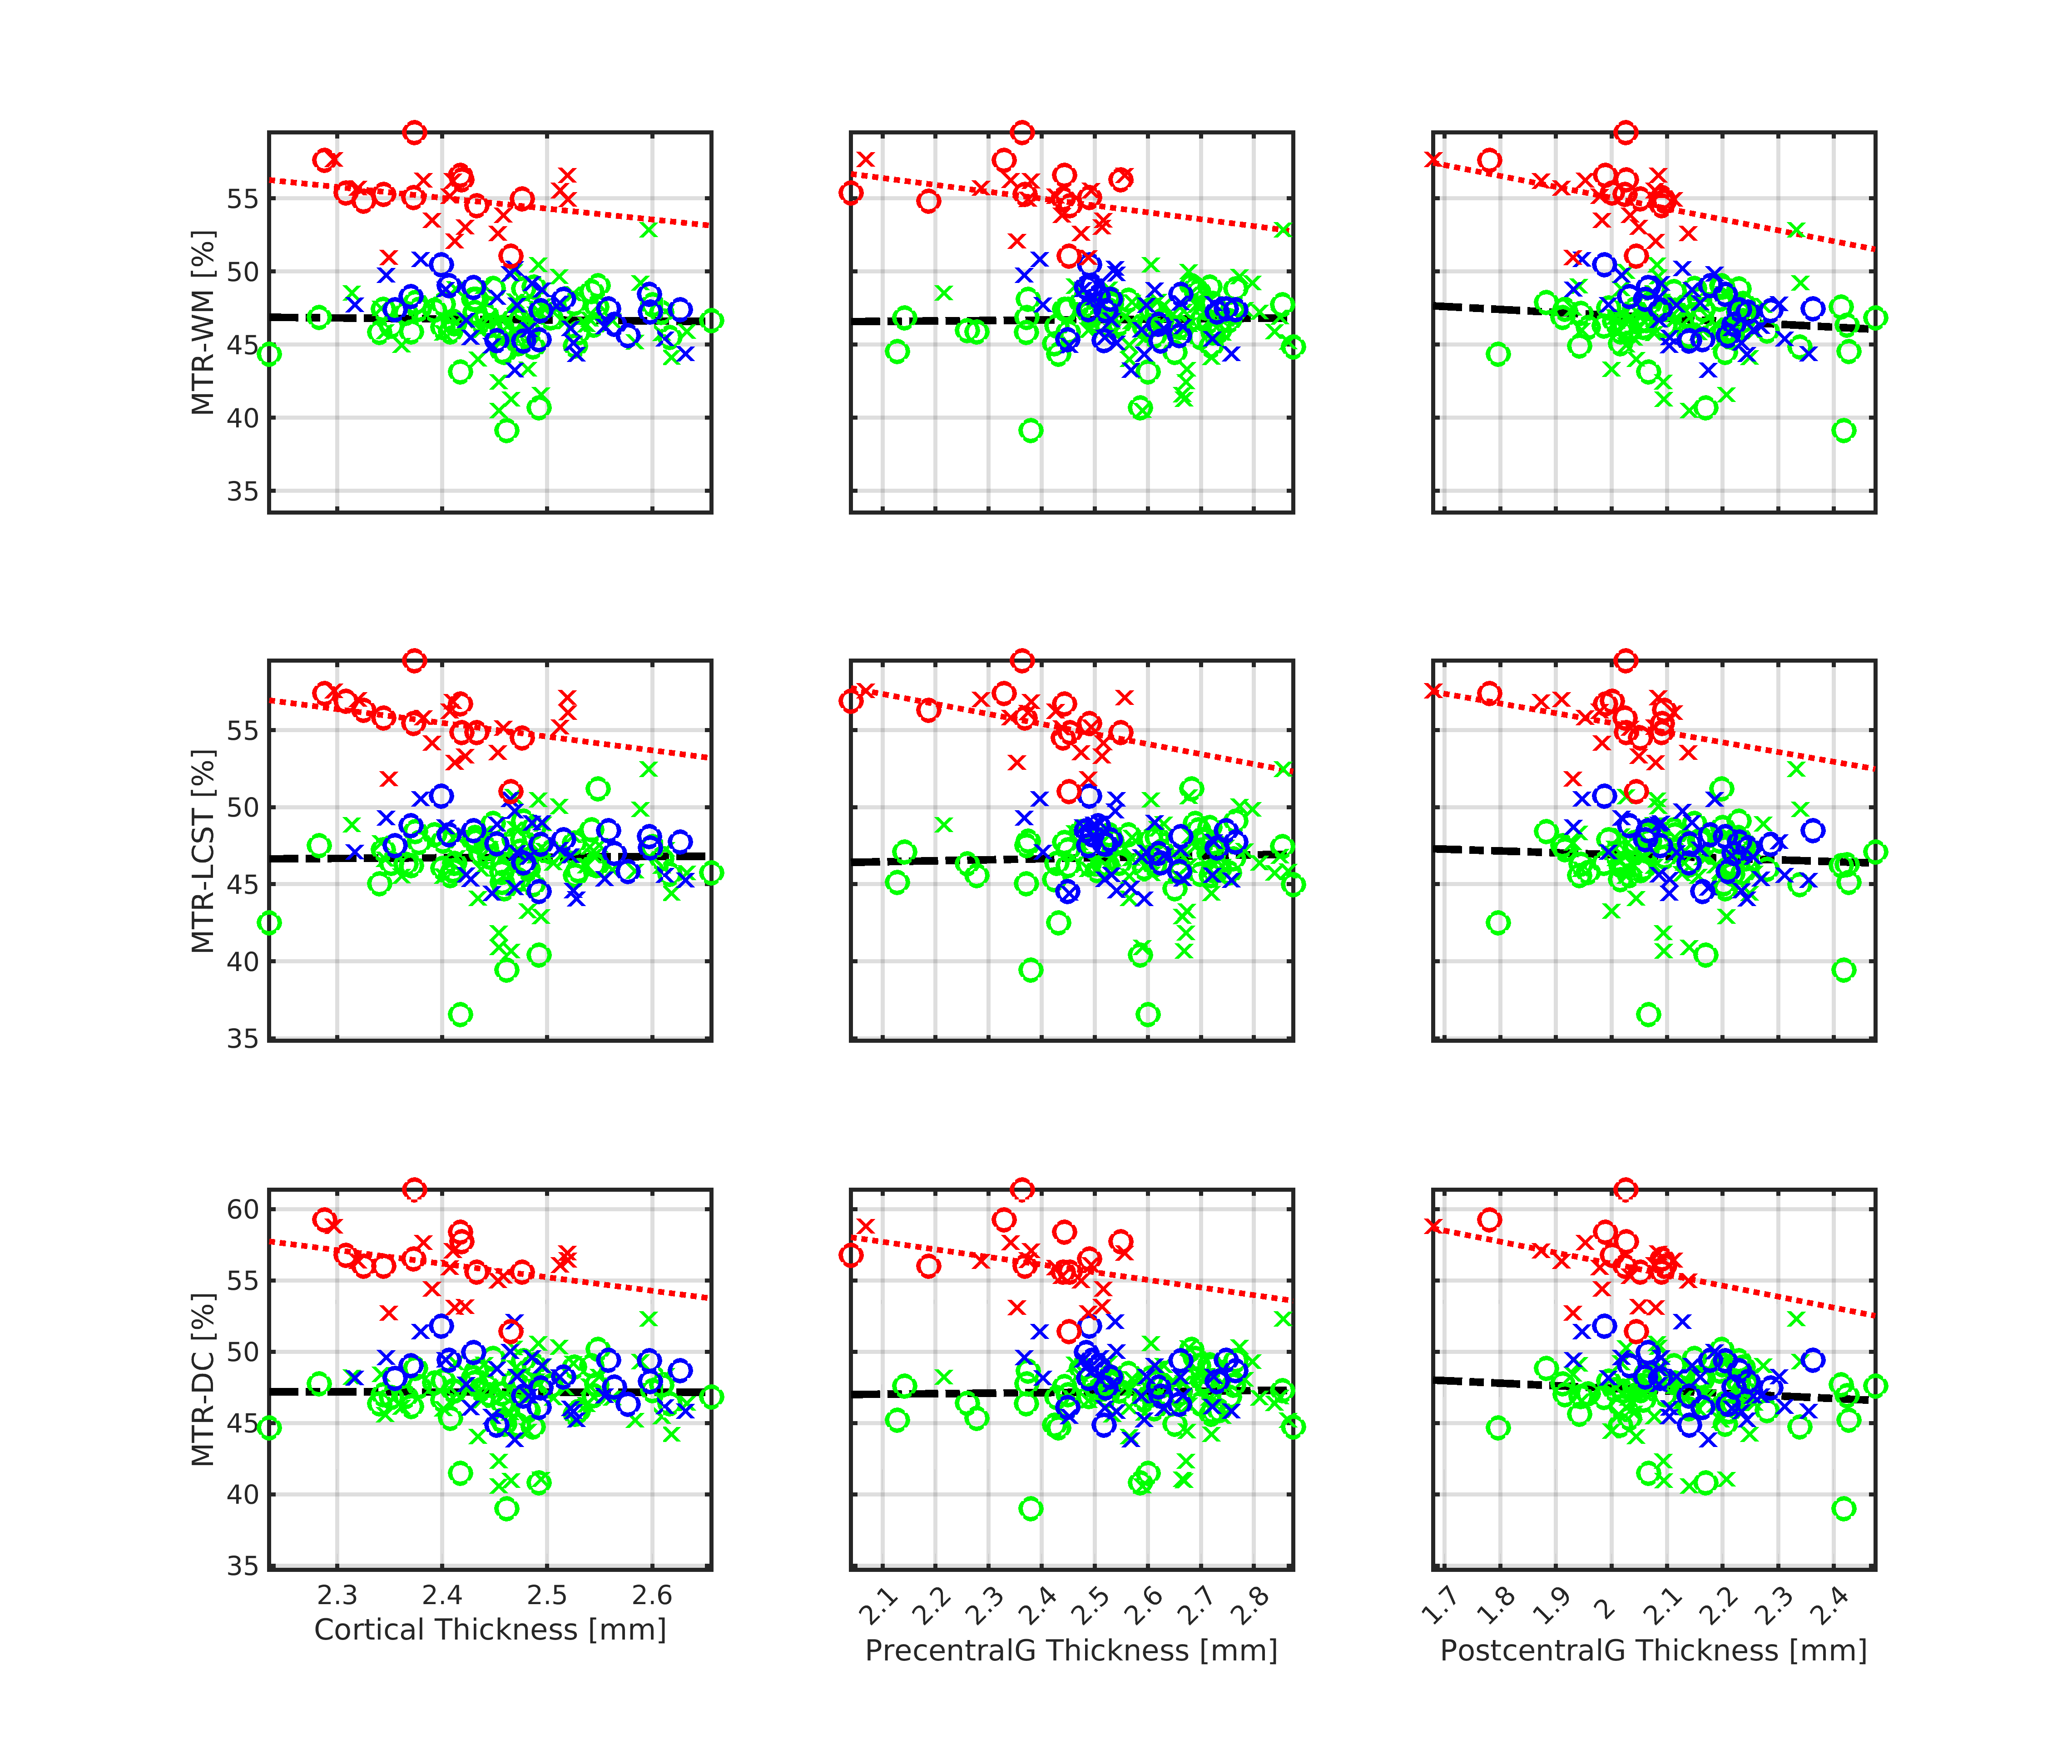 MTR-WM [%]
55
50
45
40
35
MTR-LCST [%]
55
50
45
40
35
MTR-DC [%]
60
55
50
45
40
35
2.3 2.4 2.5 2.6
Cortical Thickness [mm]
2.1 2.2 2.3 2.4 2.5 2.6 2.7 2.8
PrecentralG Thickness [mm]
1.7 1.8 1.9 2 2.1 2.2 2.3 2.4
PostcentralG Thickness [mm]